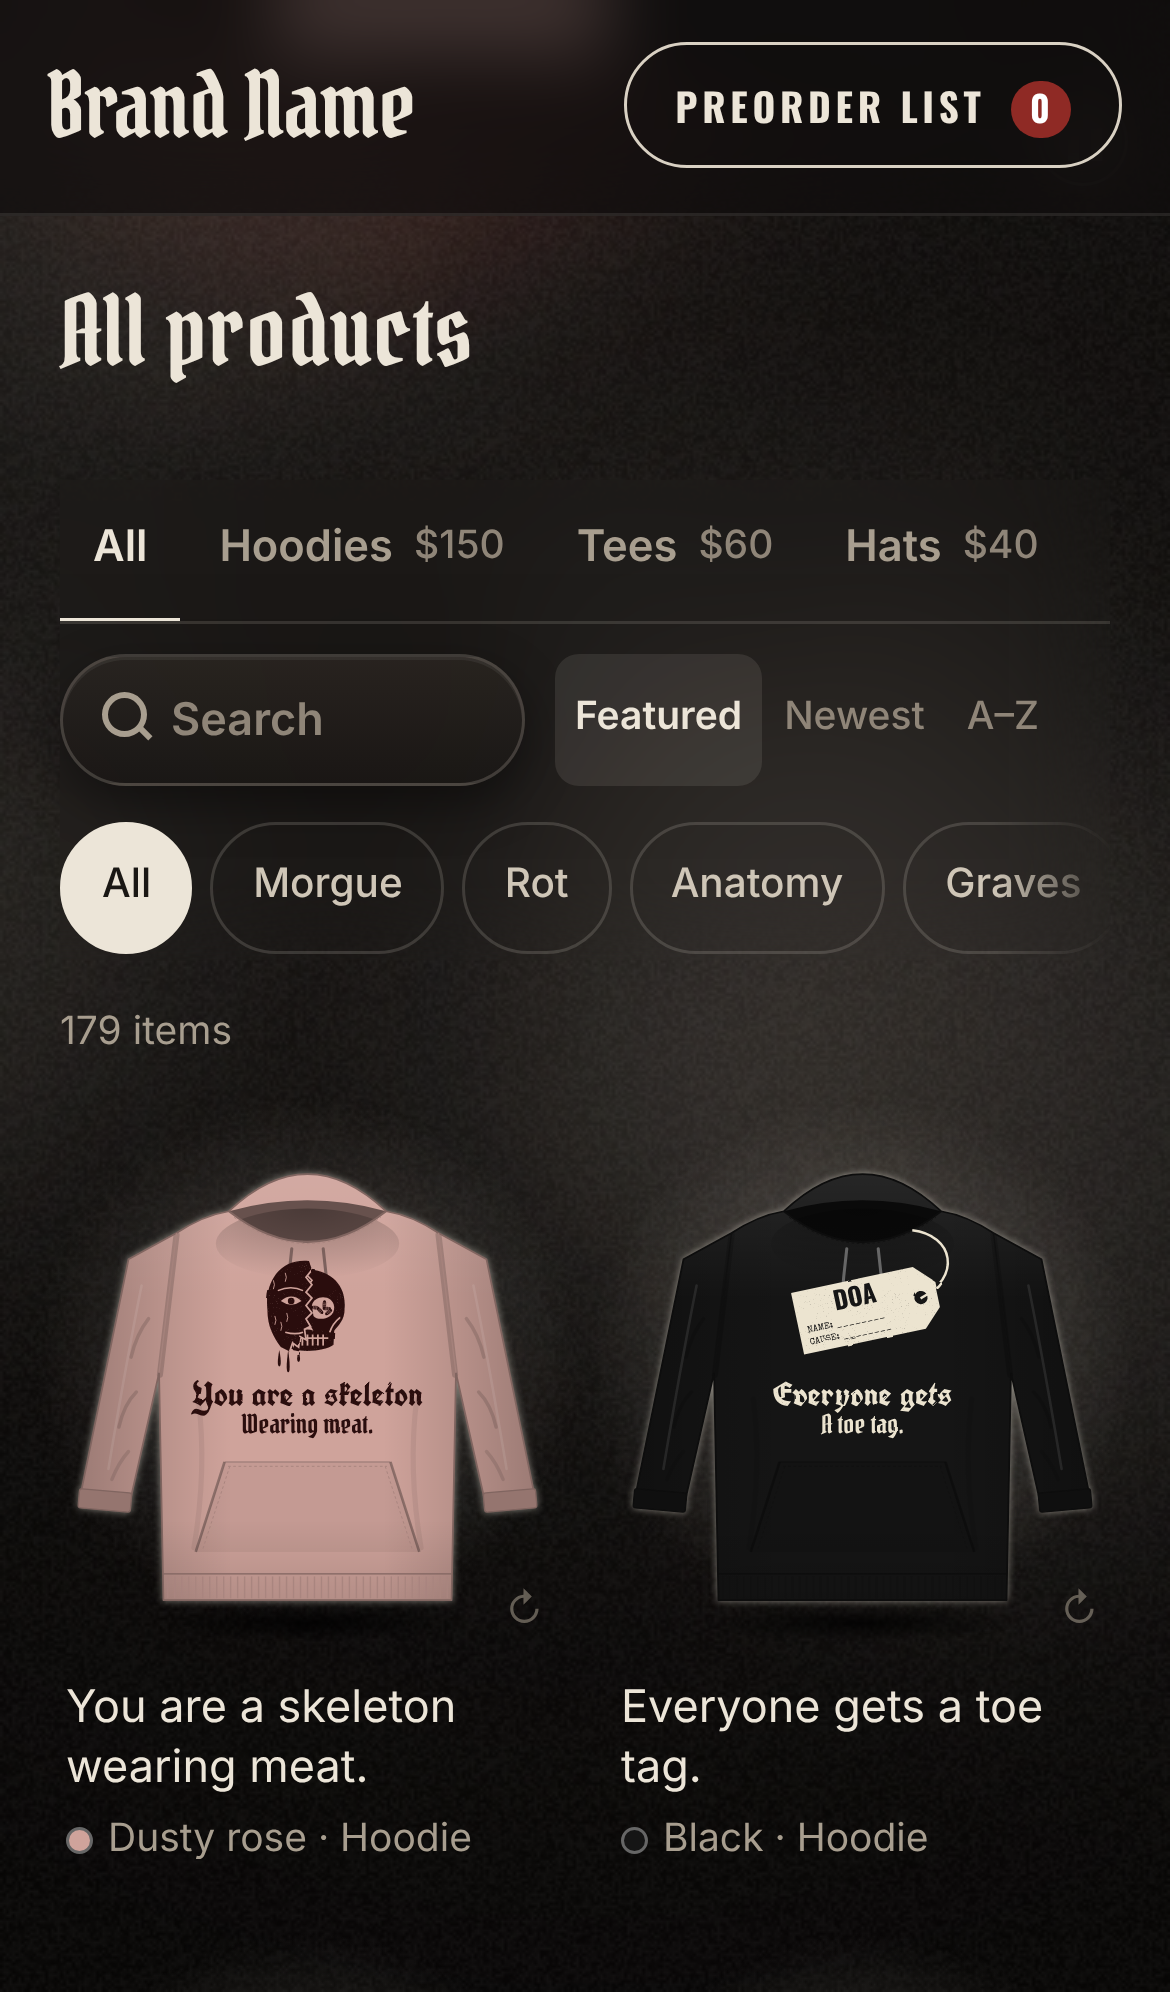 Brand Name
PREORDER LIST 0
All products
All Hoodies $150 Tees $60 Hats $40
Search Featured Newest A–Z
All Morgue Rot Anatomy Graves
179 items
You are a skeleton
Wearing meat.
DOA
NAME: ________
CAUSE: ________
Everyone gets
A toe tag.
You are a skeleton
wearing meat.
Dusty rose · Hoodie
Everyone gets a toe
tag.
Black · Hoodie